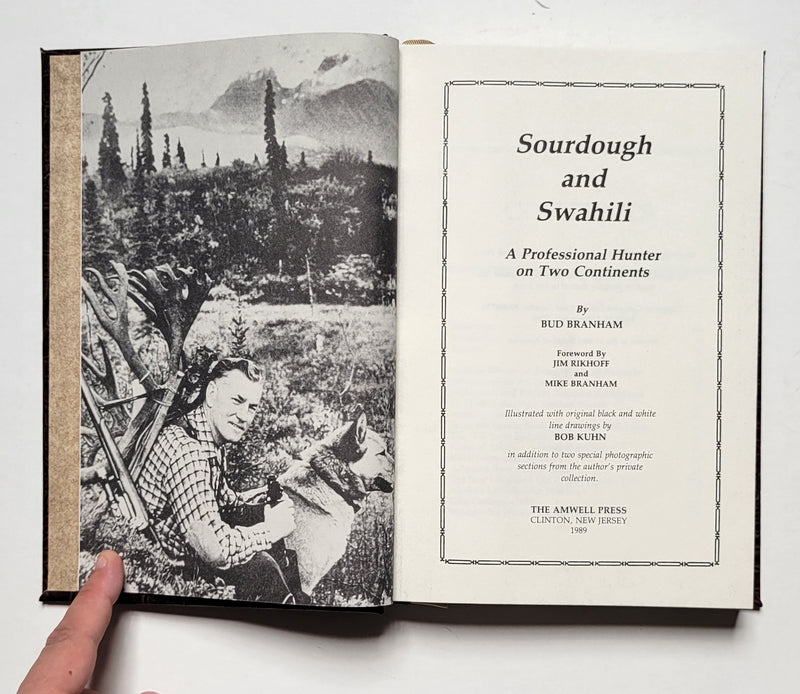 Sourdough
and
Swahili
A Professional Hunter
on Two Continents
By
BUD BRANHAM
Foreword By
JIM RIKHOFF
and
MIKE BRANHAM
Illustrated with original black and white
line drawings by
BOB KUHN
in addition to two special photographic
sections from the author's private
collection.
THE AMWELL PRESS
CLINTON, NEW JERSEY
1989